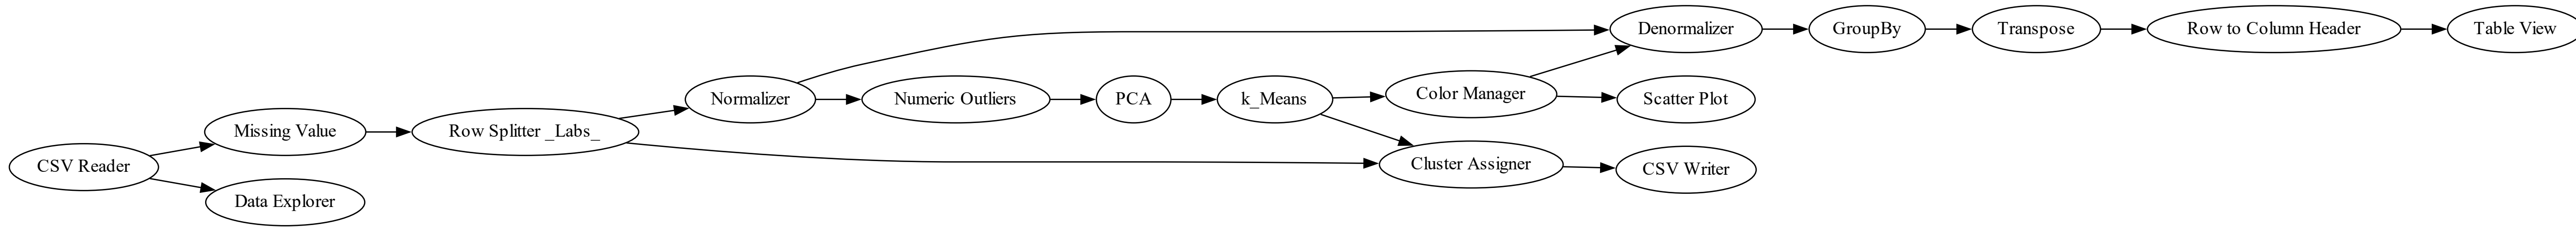 Denormalizer
GroupBy
Transpose
Row to Column Header
Table View
Normalizer
Numeric Outliers
PCA
k_Means
Color Manager
Scatter Plot
Missing Value
Row Splitter _Labs_
CSV Reader
Cluster Assigner
CSV Writer
Data Explorer